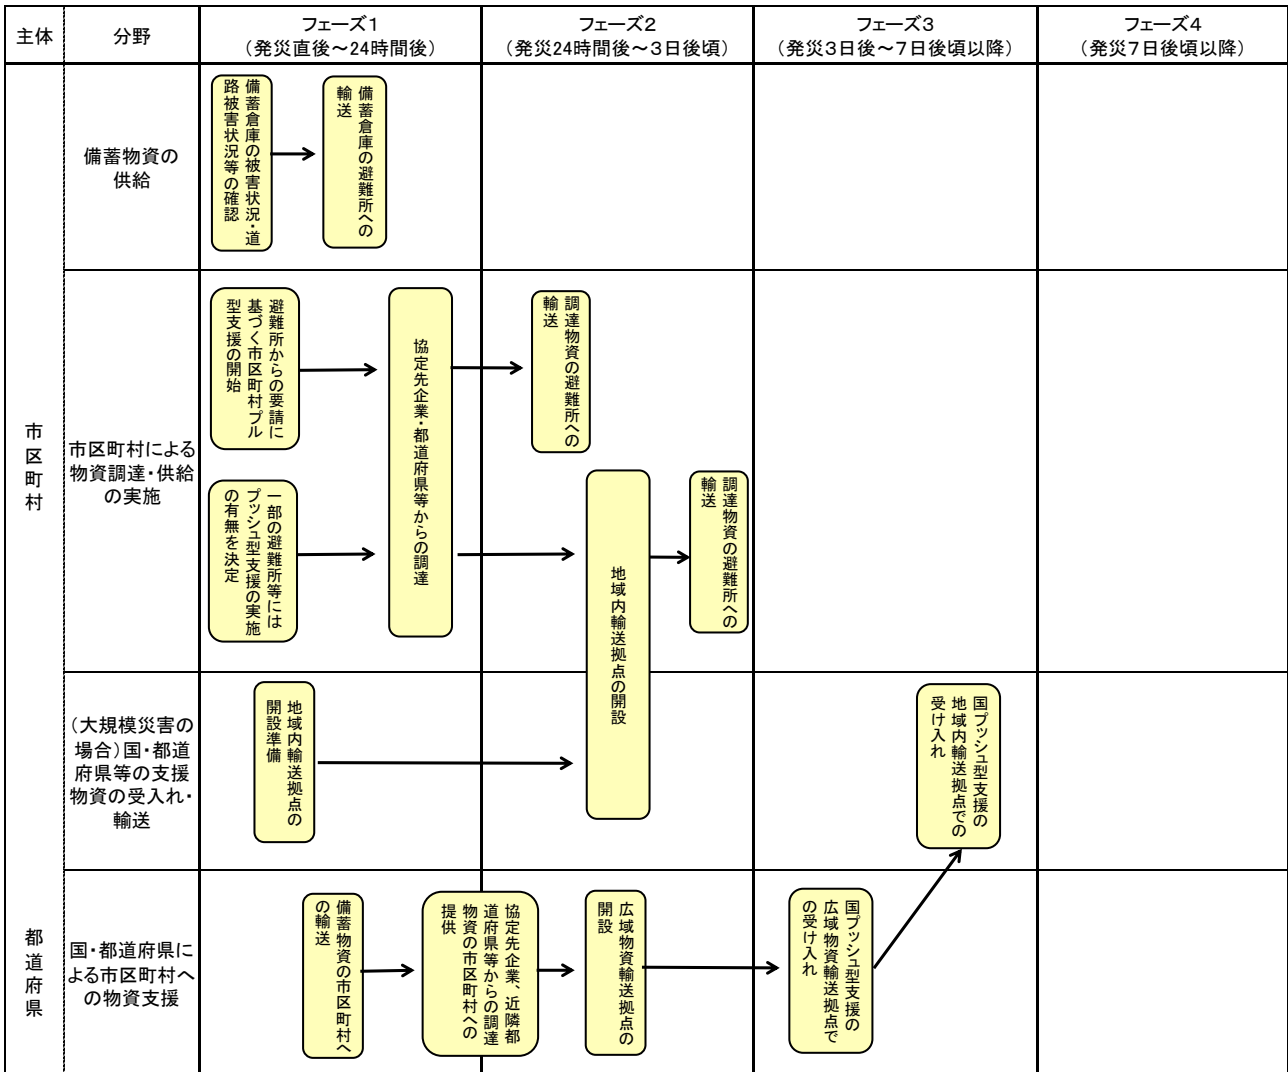 主体
分野
フェーズ1
（発災直後～24時間後）
フェーズ2
（発災24時間後～3日後頃）
フェーズ3
（発災3日後～7日後頃以降）
フェーズ4
（発災7日後頃以降）
市区町村
備蓄物資の
供給
備蓄倉庫の被害状況・道
路被害状況等の確認
備蓄倉庫の避難所への
輸送
市区町村による
物資調達・供給
の実施
避難所からの要請に
基づく市区町村プル
型支援の開始
一部の避難所等には
プッシュ型支援の実施
の有無を決定
協定先企業・都道府県等からの調達
調達物資の避難所への
輸送
地域内輸送拠点の開設
調達物資の避難所への
輸送
（大規模災害の
場合）国・都道
府県等の支援
物資の受入れ・
輸送
地域内輸送拠点の
開設準備
国プッシュ型支援の
地域内輸送拠点での
受け入れ
都道府県
国・都道府県に
よる市区町村へ
の物資支援
備蓄物資の市区町村へ
の輸送
協定先企業、近隣都
道府県等からの調達
物資の市区町村への
提供
広域物資輸送拠点の
開設
国プッシュ型支援の
広域物資輸送拠点で
の受け入れ